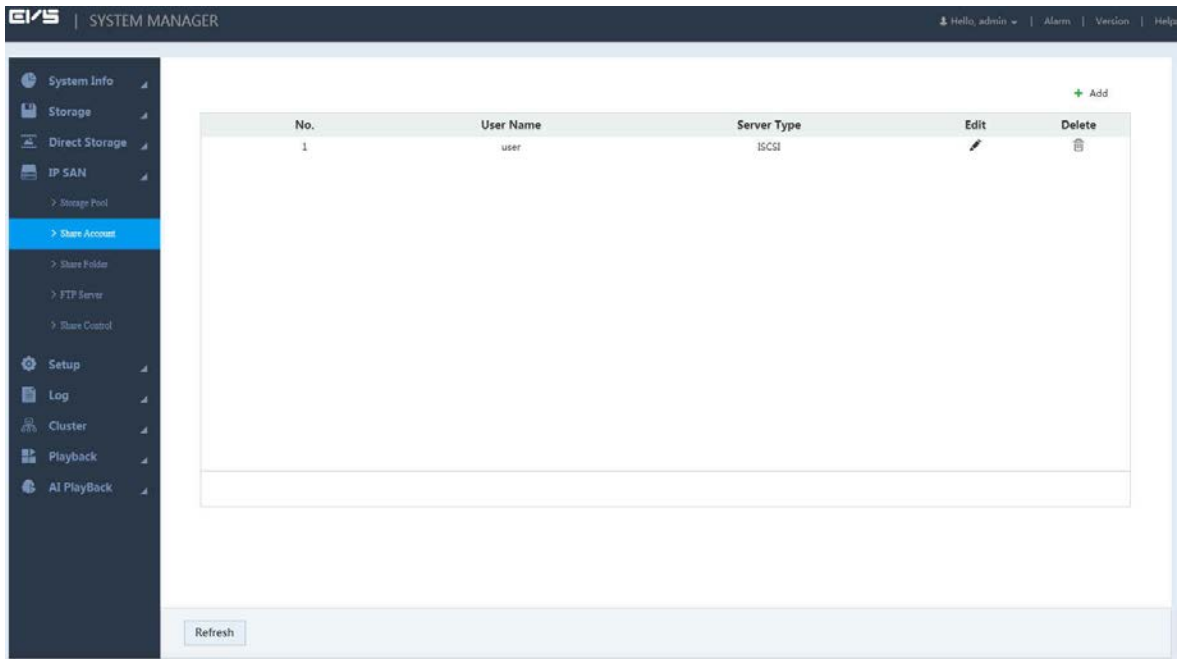 EVS | SYSTEM MANAGER
Hello, admin | Alarm | Version | Help
System Info
Storage
Direct Storage
IP SAN
> Storage Pool
> Share Account
> Share Folder
> FTP Server
> Share Control
Setup
Log
Cluster
Playback
AI PlayBack
+ Add
No. User Name Server Type Edit Delete
1 user ISCSI
Refresh